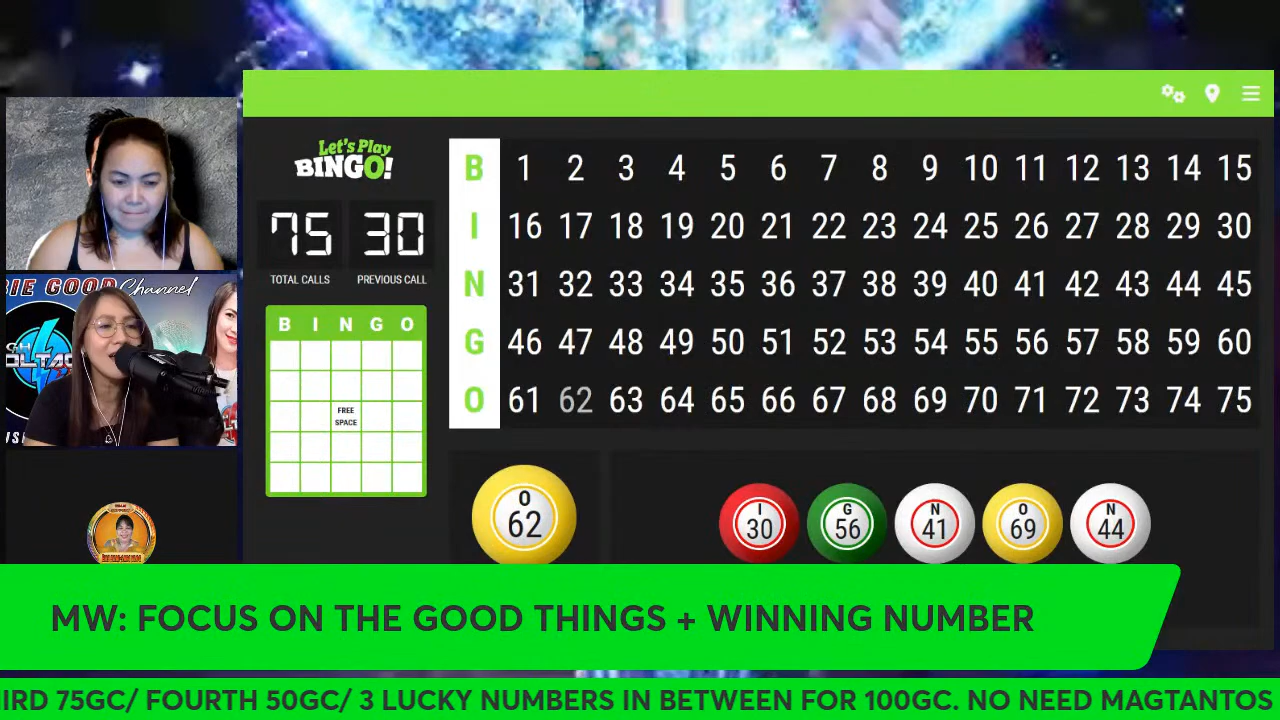 Let's Play
BINGO!
75 30
TOTAL CALLS PREVIOUS CALL
B I N G O
FREE
SPACE
B 1 2 3 4 5 6 7 8 9 10 11 12 13 14 15
I 16 17 18 19 20 21 22 23 24 25 26 27 28 29 30
N 31 32 33 34 35 36 37 38 39 40 41 42 43 44 45
G 46 47 48 49 50 51 52 53 54 55 56 57 58 59 60
O 61 62 63 64 65 66 67 68 69 70 71 72 73 74 75
O
62
I
30
G
56
N
41
O
69
N
44
GOOD Channel
MW: FOCUS ON THE GOOD THINGS + WINNING NUMBER
IRD 75GC/ FOURTH 50GC/ 3 LUCKY NUMBERS IN BETWEEN FOR 100GC. NO NEED MAGTANTOS